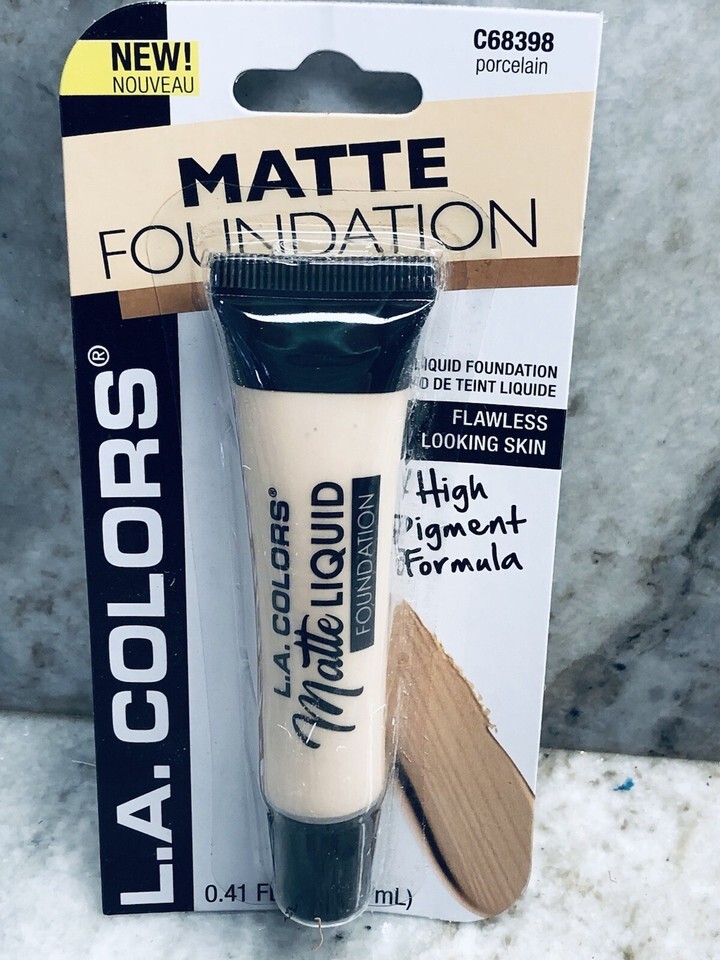 NEW!
NOUVEAU
C68398
porcelain
MATTE
FOUNDATION
L.A. COLORS®
LIQUID FOUNDATION
DE TEINT LIQUIDE
FLAWLESS
LOOKING SKIN
High
Pigment
Formula
L.A. COLORS®
Matte LIQUID
FOUNDATION
0.41 mL)